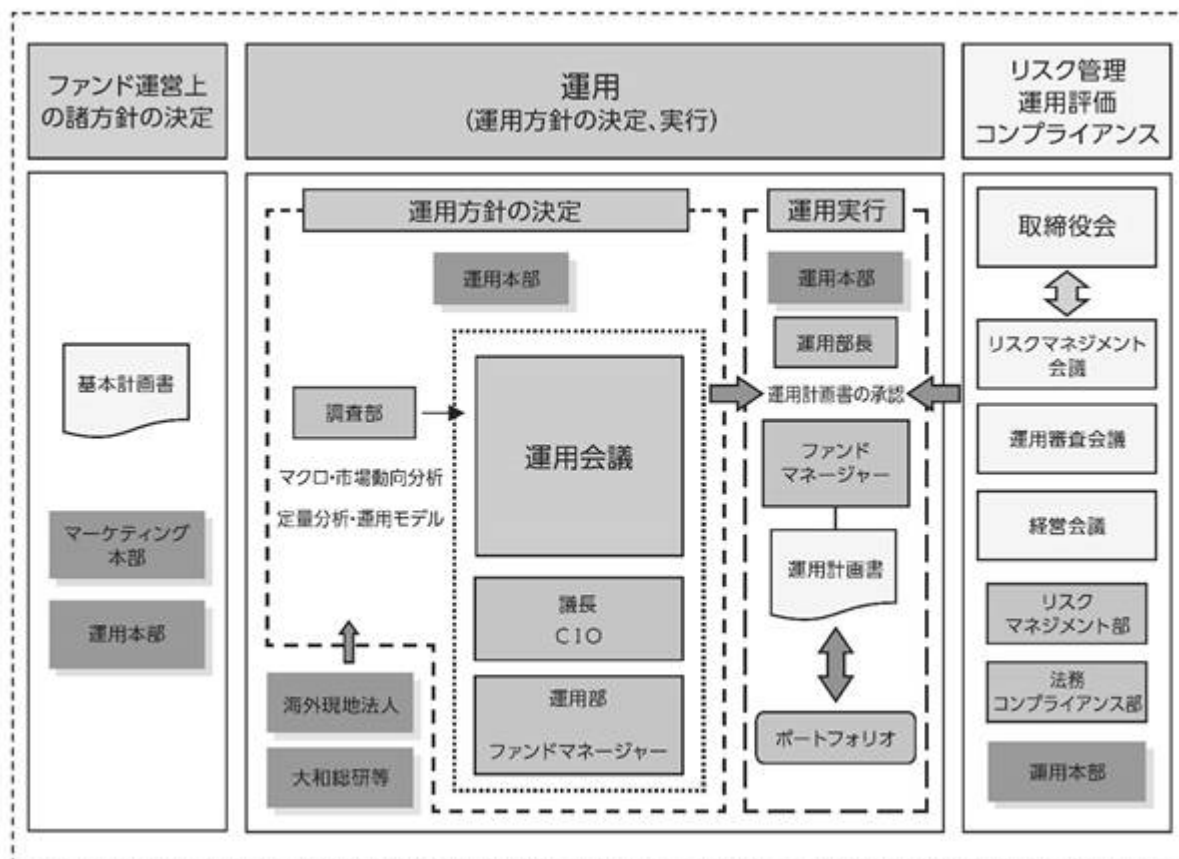 ファンド運営上
の諸方針の決定
運用
(運用方針の決定、実行)
リスク管理
運用評価
コンプライアンス
基本計画書
マーケティング
本部
運用本部
運用方針の決定
運用本部
調査部
マクロ・市場動向分析
定量分析・運用モデル
運用会議
議長
CIO
運用部
ファンドマネージャー
海外現地法人
大和総研等
運用実行
運用本部
運用部長
運用計画書の承認
ファンド
マネージャー
運用計画書
ポートフォリオ
取締役会
リスクマネジメント
会議
運用審査会議
経営会議
リスク
マネジメント部
法務
コンプライアンス部
運用本部